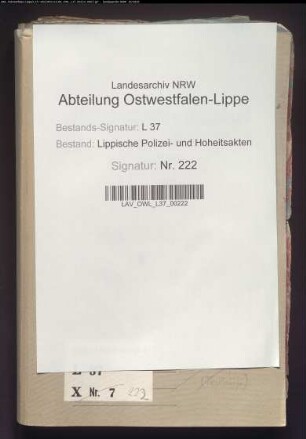 Landesarchiv NRW
Abteilung Ostwestfalen-Lippe
Bestands-Signatur: L 37
Bestand: Lippische Polizei- und Hoheitsakten
Signatur: Nr. 222
LAV_OWL_L37_00222
L 37
X Nr. 7 222